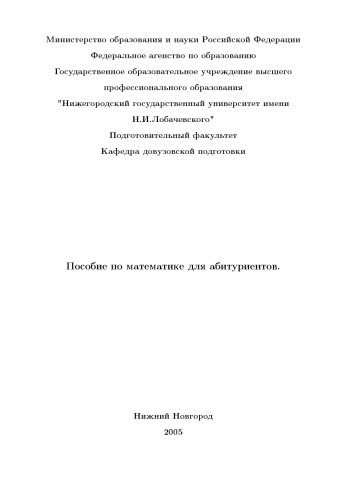 Министерство образования и науки Российской Федерации
Федеральное агенство по образованию
Государственное образовательное учреждение высшего
профессионального образования
"Нижегородский государственный университет имени
Н.И.Лобачевского"
Подготовительный факультет
Кафедра довузовской подготовки
Пособие по математике для абитуриентов.
Нижний Новгород
2005